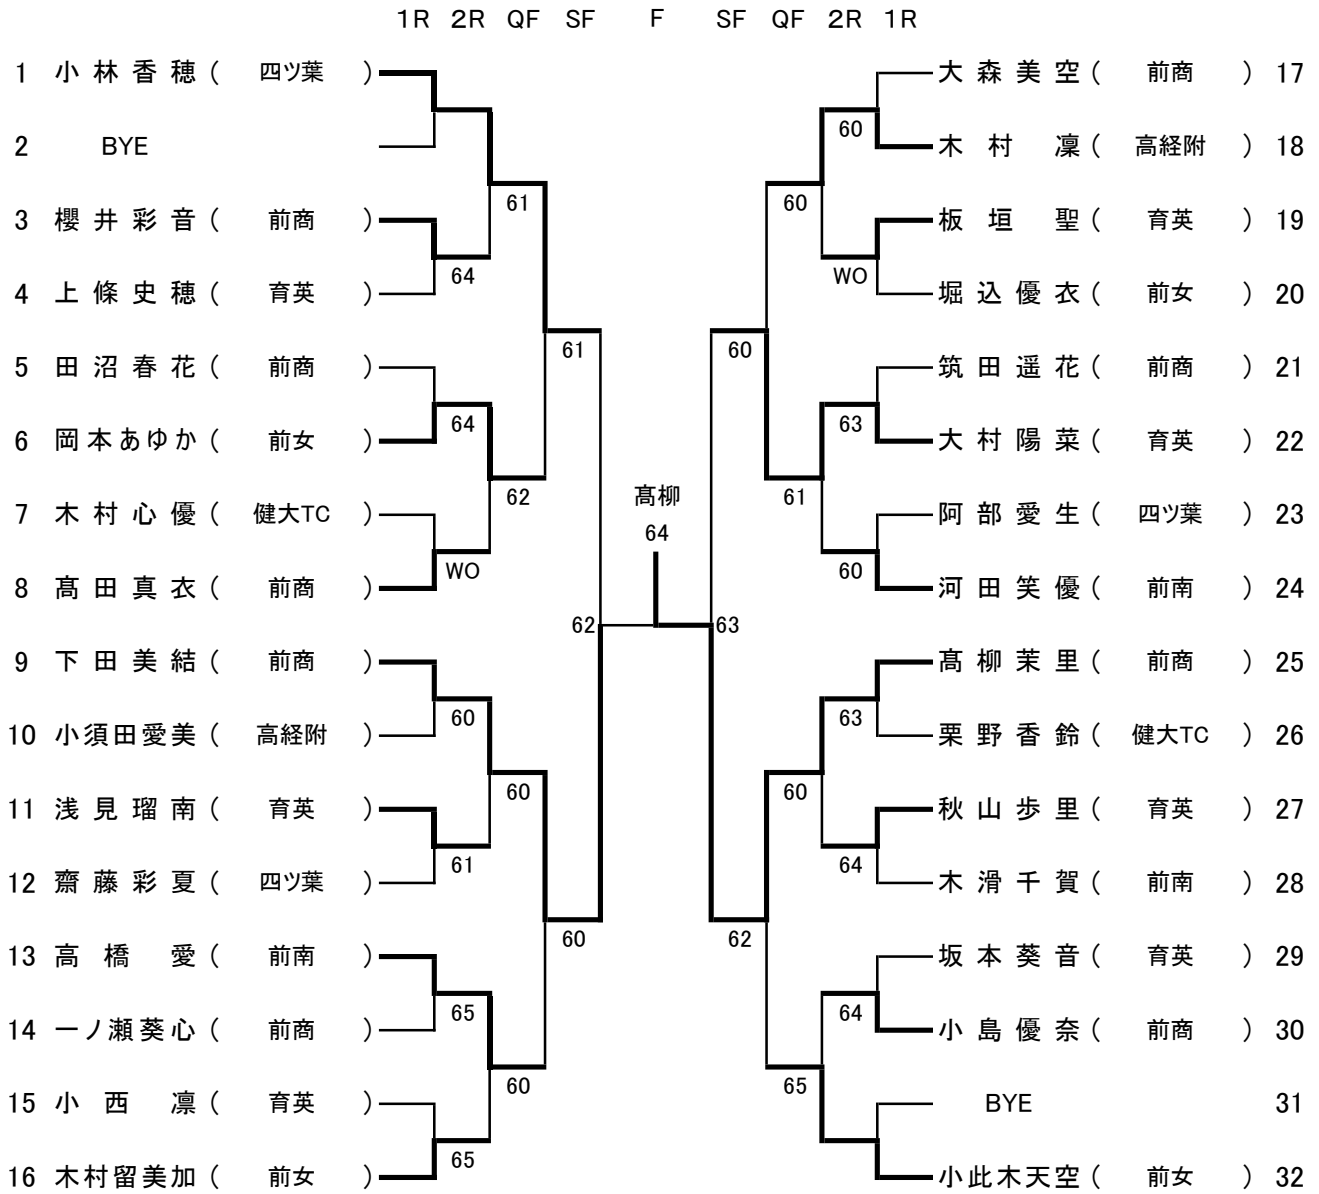 1R 2R QF SF F SF QF 2R 1R
1 小林香穂 ( 四ツ葉 ) 大森美空 ( 前商 ) 17
60
2 BYE 木村 凜 ( 高経附 ) 18
61 60
3 櫻井彩音 ( 前商 ) 板垣 聖 ( 育英 ) 19
64 WO
4 上條史穂 ( 育英 ) 堀込優衣 ( 前女 ) 20
61 60
5 田沼春花 ( 前商 ) 筑田遥花 ( 前商 ) 21
64 63
6 岡本あゆか ( 前女 ) 大村陽菜 ( 育英 ) 22
62 高柳 61
7 木村心優 ( 健大TC ) 阿部愛生 ( 四ツ葉 ) 23
64
WO 60
8 髙田真衣 ( 前商 ) 河田笑優 ( 前南 ) 24
62 63
9 下田美結 ( 前商 ) 髙柳茉里 ( 前商 ) 25
60 63
10 小須田愛美 ( 高経附 ) 栗野香鈴 ( 健大TC ) 26
60 60
11 浅見瑠南 ( 育英 ) 秋山歩里 ( 育英 ) 27
61 64
12 齋藤彩夏 ( 四ツ葉 ) 木滑千賀 ( 前南 ) 28
60 62
13 高橋 愛 ( 前南 ) 坂本葵音 ( 育英 ) 29
65 64
14 一ノ瀬葵心 ( 前商 ) 小島優奈 ( 前商 ) 30
60 65
15 小西 凛 ( 育英 ) BYE 31
65
16 木村留美加 ( 前女 ) 小此木天空 ( 前女 ) 32